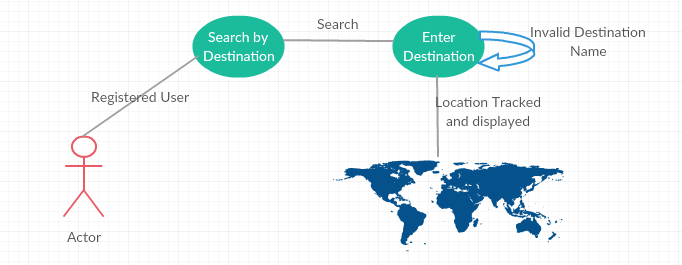 Search by
Destination
Search
Enter
Destination
Invalid Destination
Name
Registered User
Location Tracked
and displayed
Actor